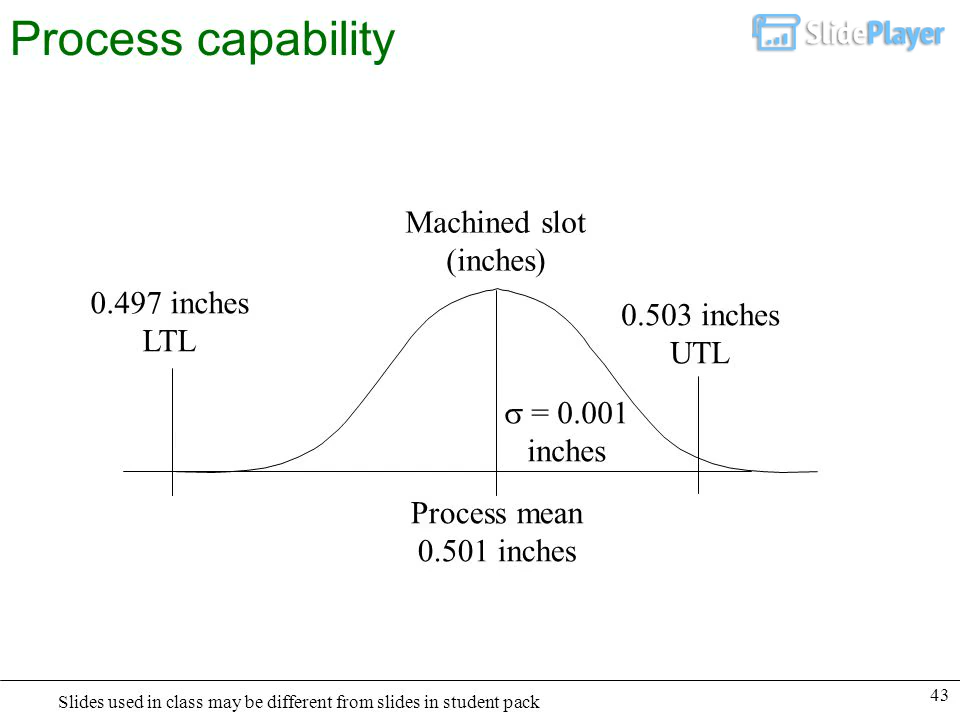 Process capability
SlidePlayer
Machined slot
(inches)
0.497 inches
LTL
0.503 inches
UTL
σ = 0.001
inches
Process mean
0.501 inches
Slides used in class may be different from slides in student pack
43